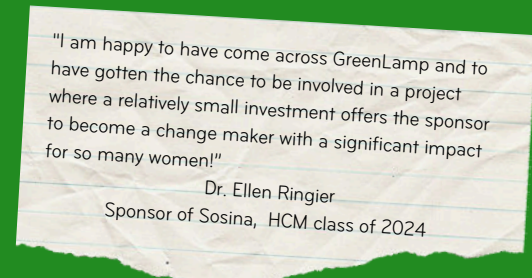 "I am happy to have come across GreenLamp and to
have gotten the chance to be involved in a project
where a relatively small investment offers the sponsor
to become a change maker with a significant impact
for so many women!"
Dr. Ellen Ringier
Sponsor of Sosina, HCM class of 2024